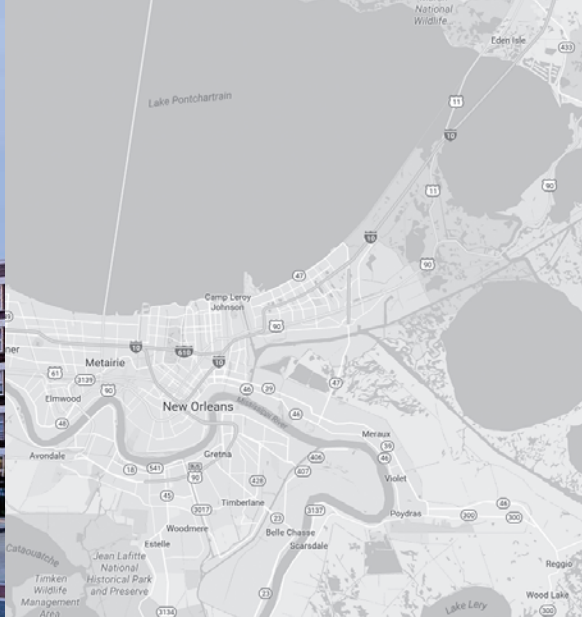 National
Wildlife
Eden Isle
433
11
Lake Pontchartrain
10
11
90
10
90
47
Camp Leroy
Johnson
90
ner
10
610
10
Metairie
61
3139
90
46
39
47
Elmwood
New Orleans
Mississippi River
46
48
Meraux
39
Avondale
Gretna
406
46
18
541
90
407
428
Violet
45
Timberlane
3017
3137
46
23
Poydras
300
300
Woodmere
Belle Chasse
Estelle
Scarsdale
Cataouatche
Jean Lafitte
National
Historical Park
and Preserve
Reggio
Timken
Wildlife
Management
Area
23
Wood Lake
3134
Lake Lery
300